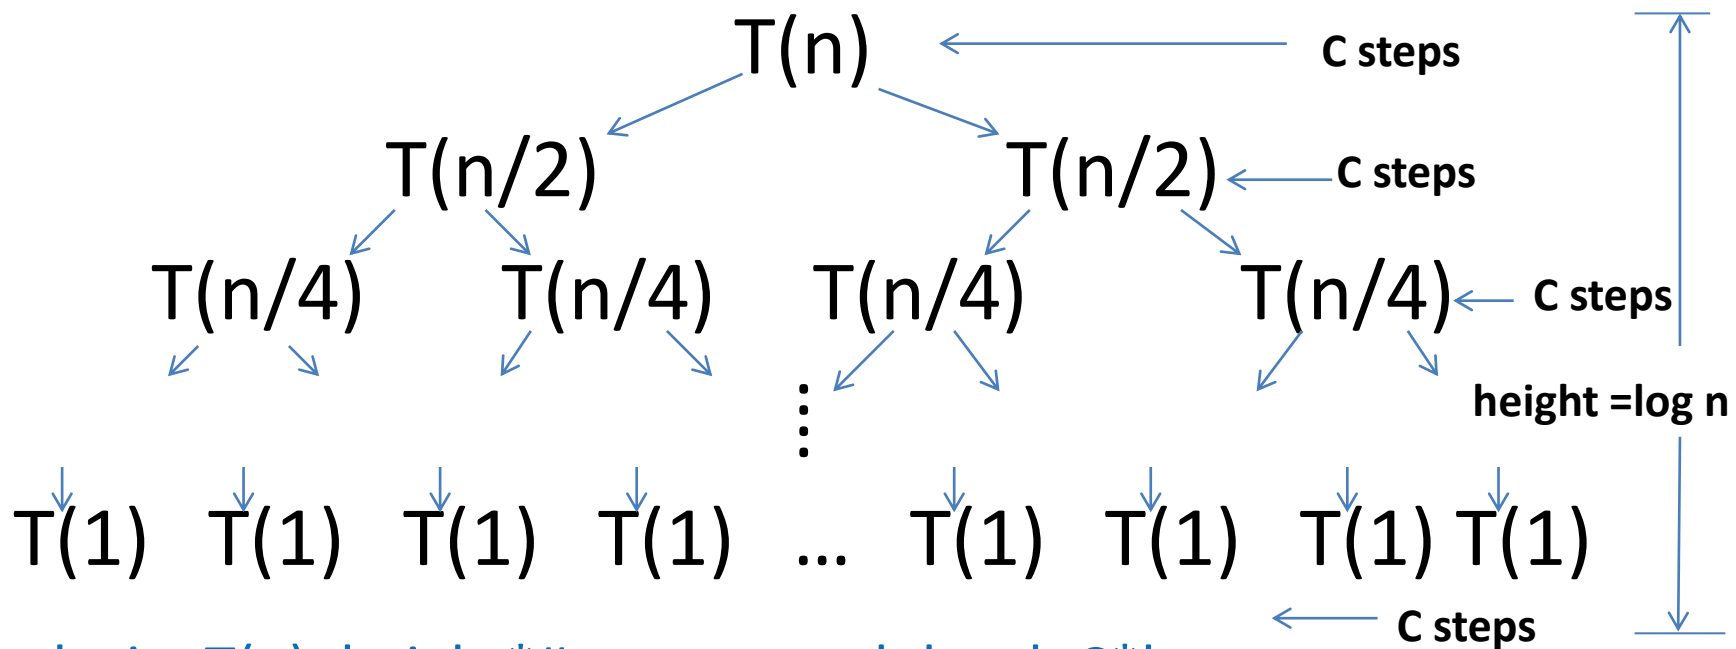 T(n) C steps
T(n/2) T(n/2) C steps
T(n/4) T(n/4) T(n/4) T(n/4) C steps
height =log n
T(1) T(1) T(1) T(1) ... T(1) T(1) T(1) T(1)
C steps